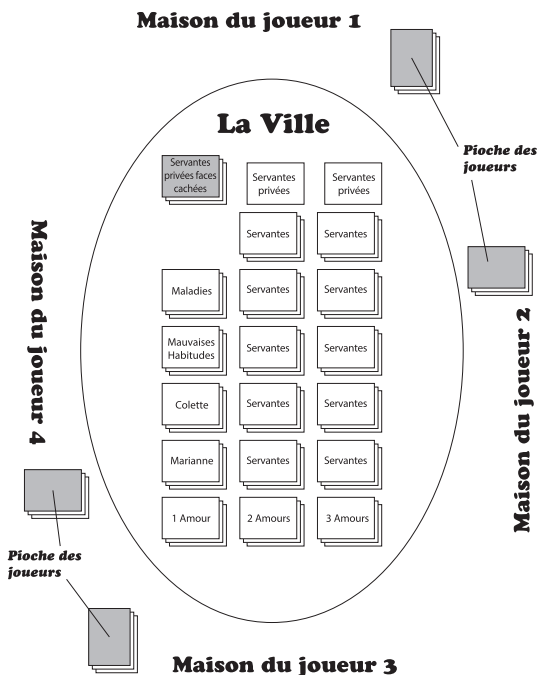 Maison du joueur 1
La Ville
Pioche des
joueurs
Servantes
privées faces
cachées
Servantes
privées
Servantes
privées
Servantes
Servantes
Maladies
Servantes
Servantes
Mauvaises
Habitudes
Servantes
Servantes
Colette
Servantes
Servantes
Marianne
Servantes
Servantes
1 Amour
2 Amours
3 Amours
Maison du joueur 4
Maison du joueur 2
Pioche des
joueurs
Maison du joueur 3